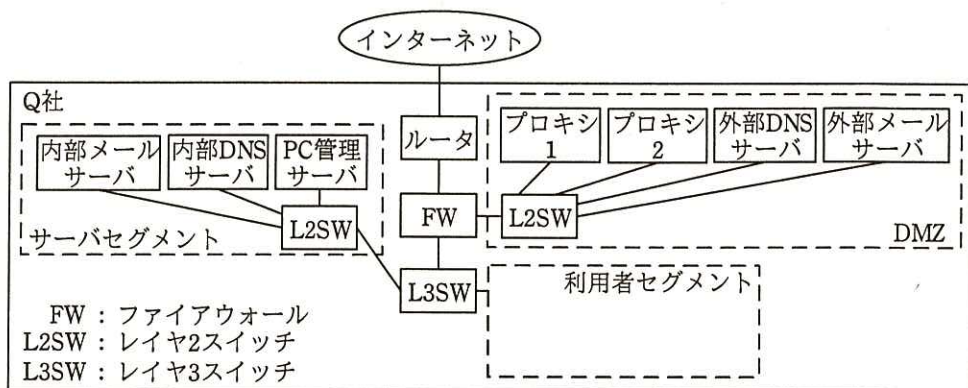 インターネット
Q社
ルータ
FW
L3SW
内部メール
サーバ
内部DNS
サーバ
PC管理
サーバ
L2SW
サーバセグメント
プロキシ
1
プロキシ
2
外部DNS
サーバ
外部メール
サーバ
L2SW
DMZ
利用者セグメント
FW : ファイアウォール
L2SW : レイヤ2スイッチ
L3SW : レイヤ3スイッチ